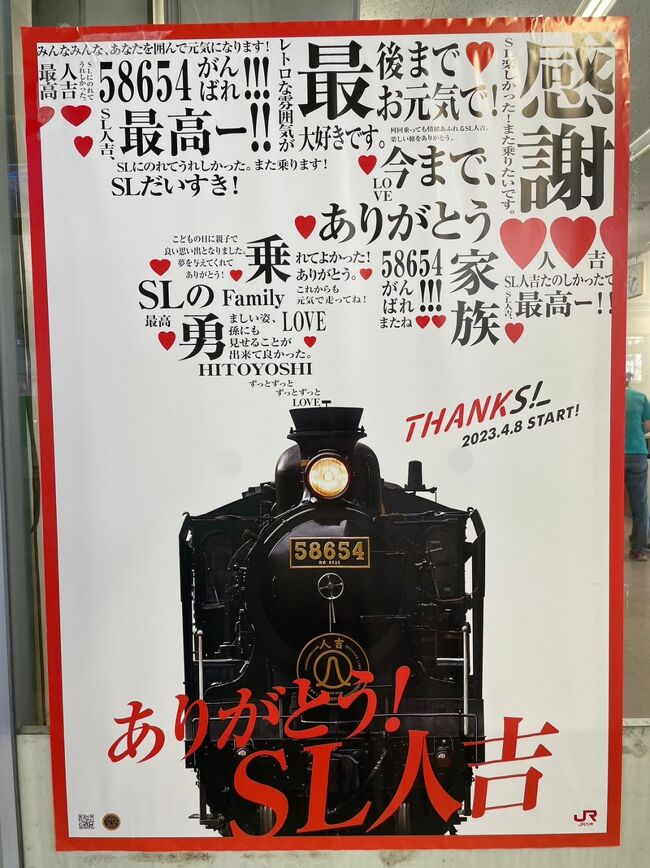 みんなみんな、あなたを囲んで元気になります!
最高
人吉
SLにのれて
うれしかった。
58654
がん
ばれ!!!
SL人吉、
最高ー!!
レトロな雰囲気が
大好きです。
最後まで
お元気で!
SL楽しかった!また乗りたいです。
感謝
何回乗っても情緒あふれるSL人吉。
楽しい旅をありがとう。
SLにのれてうれしかった。また乗ります!
SLだいすき!
LO
VE
今まで、
ありがとう
こどもの日に親子で
良い思い出となりました。
夢を与えてくれて
ありがとう!
乗れてよかった!
ありがとう。
これからも
元気で走ってね!
58654
がん
ばれ!!!
またね
家族
人吉
SL人吉たのしかったで
SL人吉、
最高ー!!
SLの Family
最高
勇ましい姿、
孫にも
見せることが
出来て良かった。
LOVE
HITOYOSHI
ずっとずっと
ずっとずっと
LOVE
THANKS!L
2023.4.8 START!
58654
人吉
ありがとう!
SL人吉
JR
JR九州